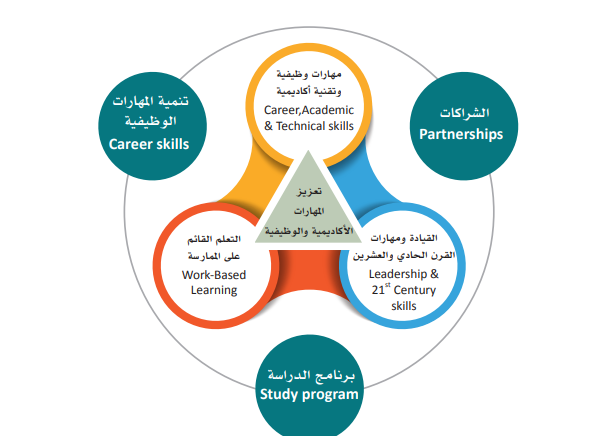 مهارات وظيفية
وتقنية أكاديمية
Career,Academic
& Technical skills
تنمية المهارات
الوظيفية
Career skills
الشراكات
Partnerships
تعزيز
المهارات
الأكاديمية والوظيفية
التعلم القائم
على الممارسة
Work-Based
Learning
القيادة ومهارات
القرن الحادي والعشرين
Leadership &
21st Century
skills
برنامج الدراسة
Study program